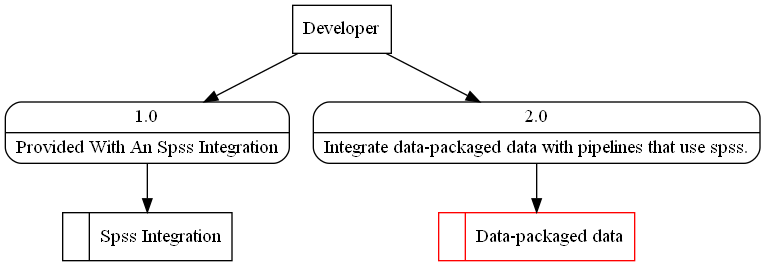 Developer
1.0
2.0
Provided With An Spss Integration
Integrate data-packaged data with pipelines that use spss.
Spss Integration
Data-packaged data